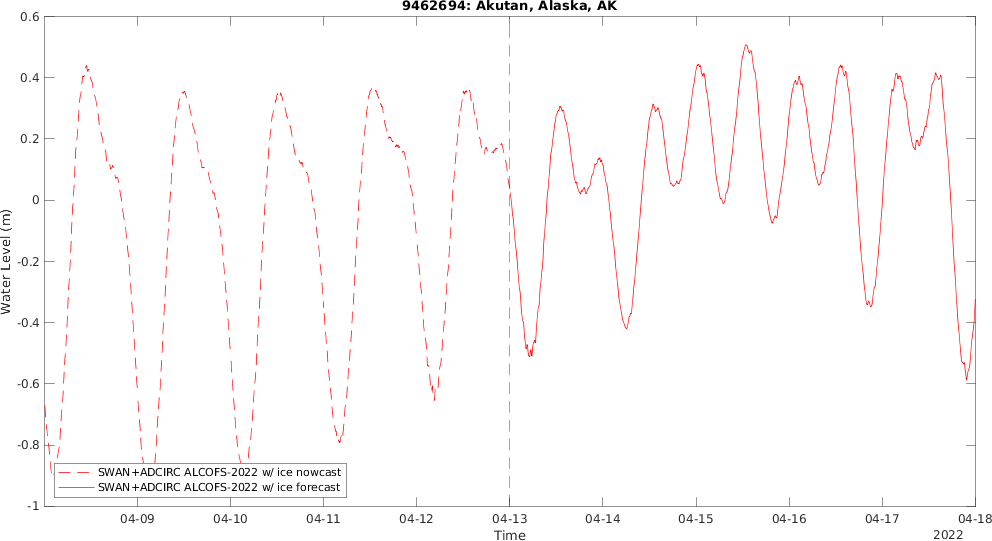 9462694: Akutan, Alaska, AK
Water Level (m)
0.6
0.4
0.2
0
-0.2
-0.4
-0.6
-0.8
-1
SWAN+ADCIRC ALCOFS-2022 w/ ice nowcast
SWAN+ADCIRC ALCOFS-2022 w/ ice forecast
04-09 04-10 04-11 04-12 04-13 04-14 04-15 04-16 04-17 04-18
Time
2022